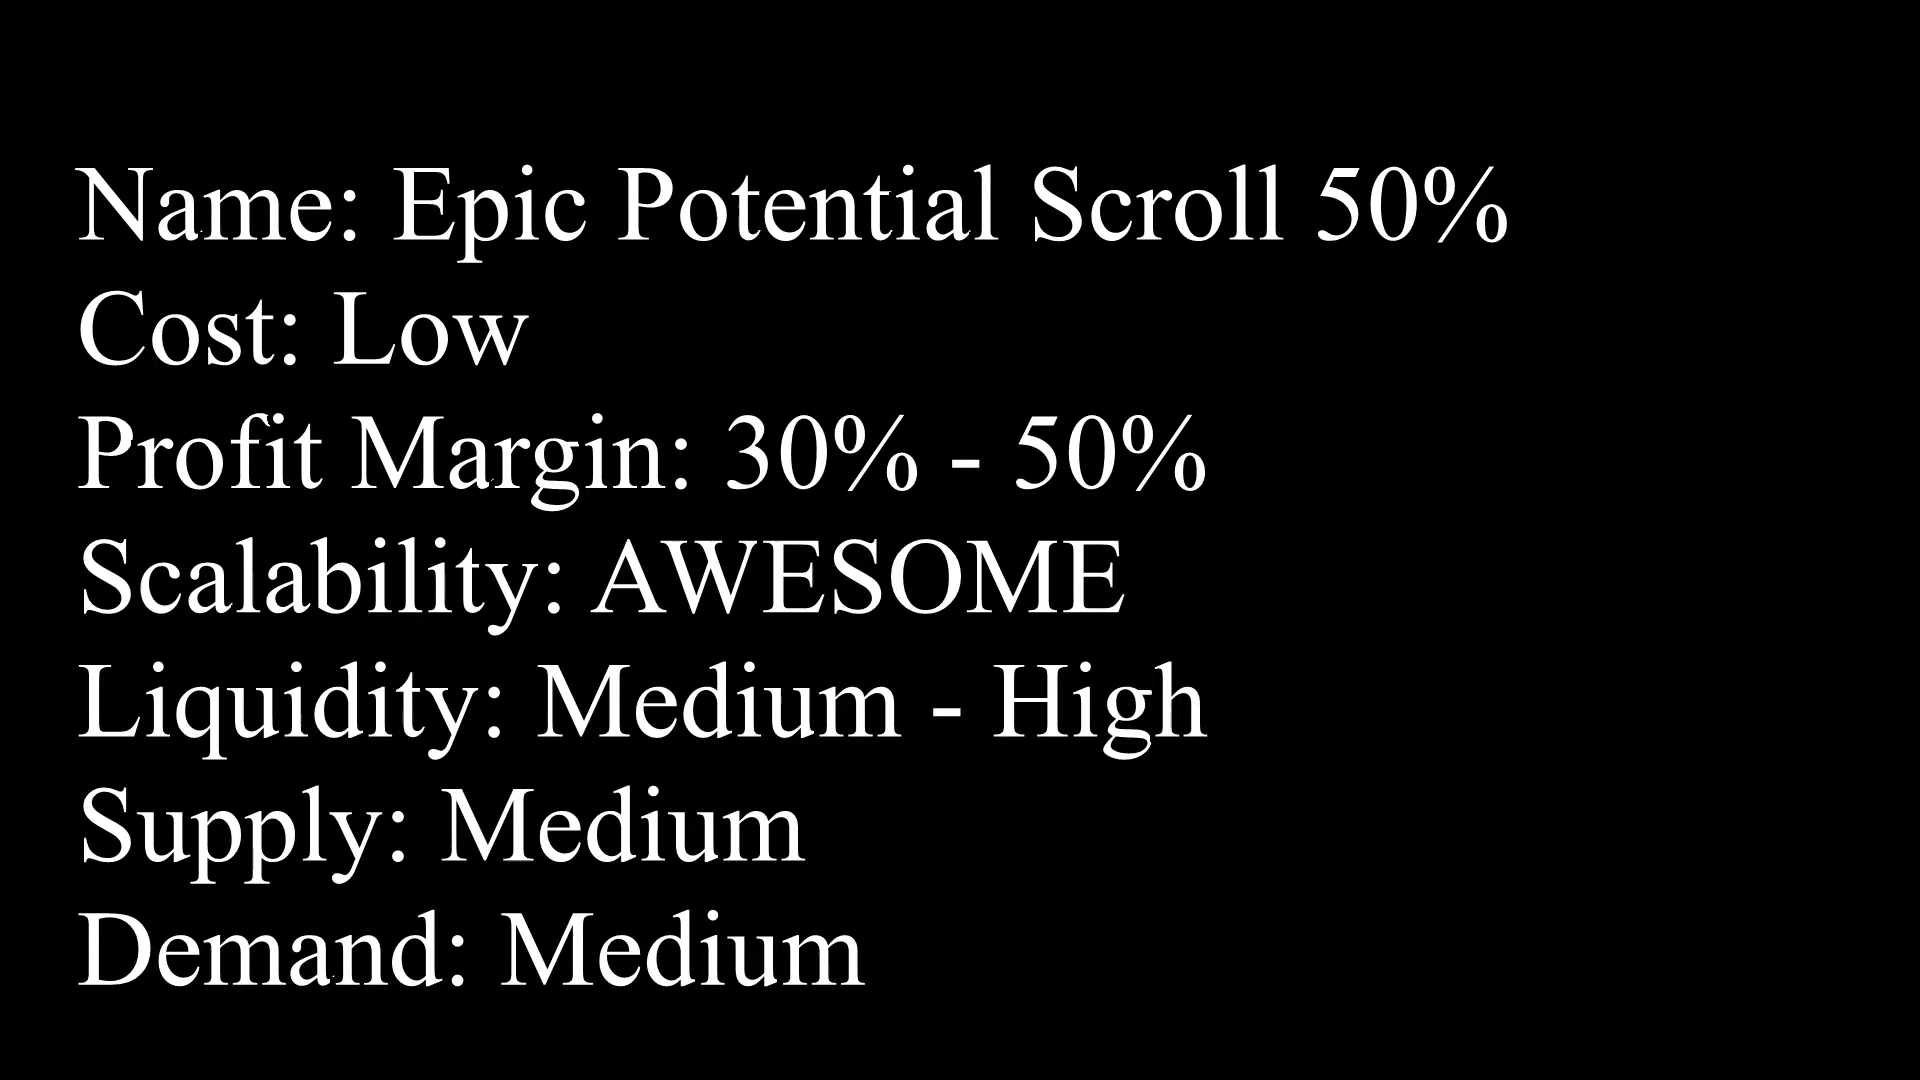 Name: Epic Potential Scroll 50%
Cost: Low
Profit Margin: 30% - 50%
Scalability: AWESOME
Liquidity: Medium - High
Supply: Medium
Demand: Medium